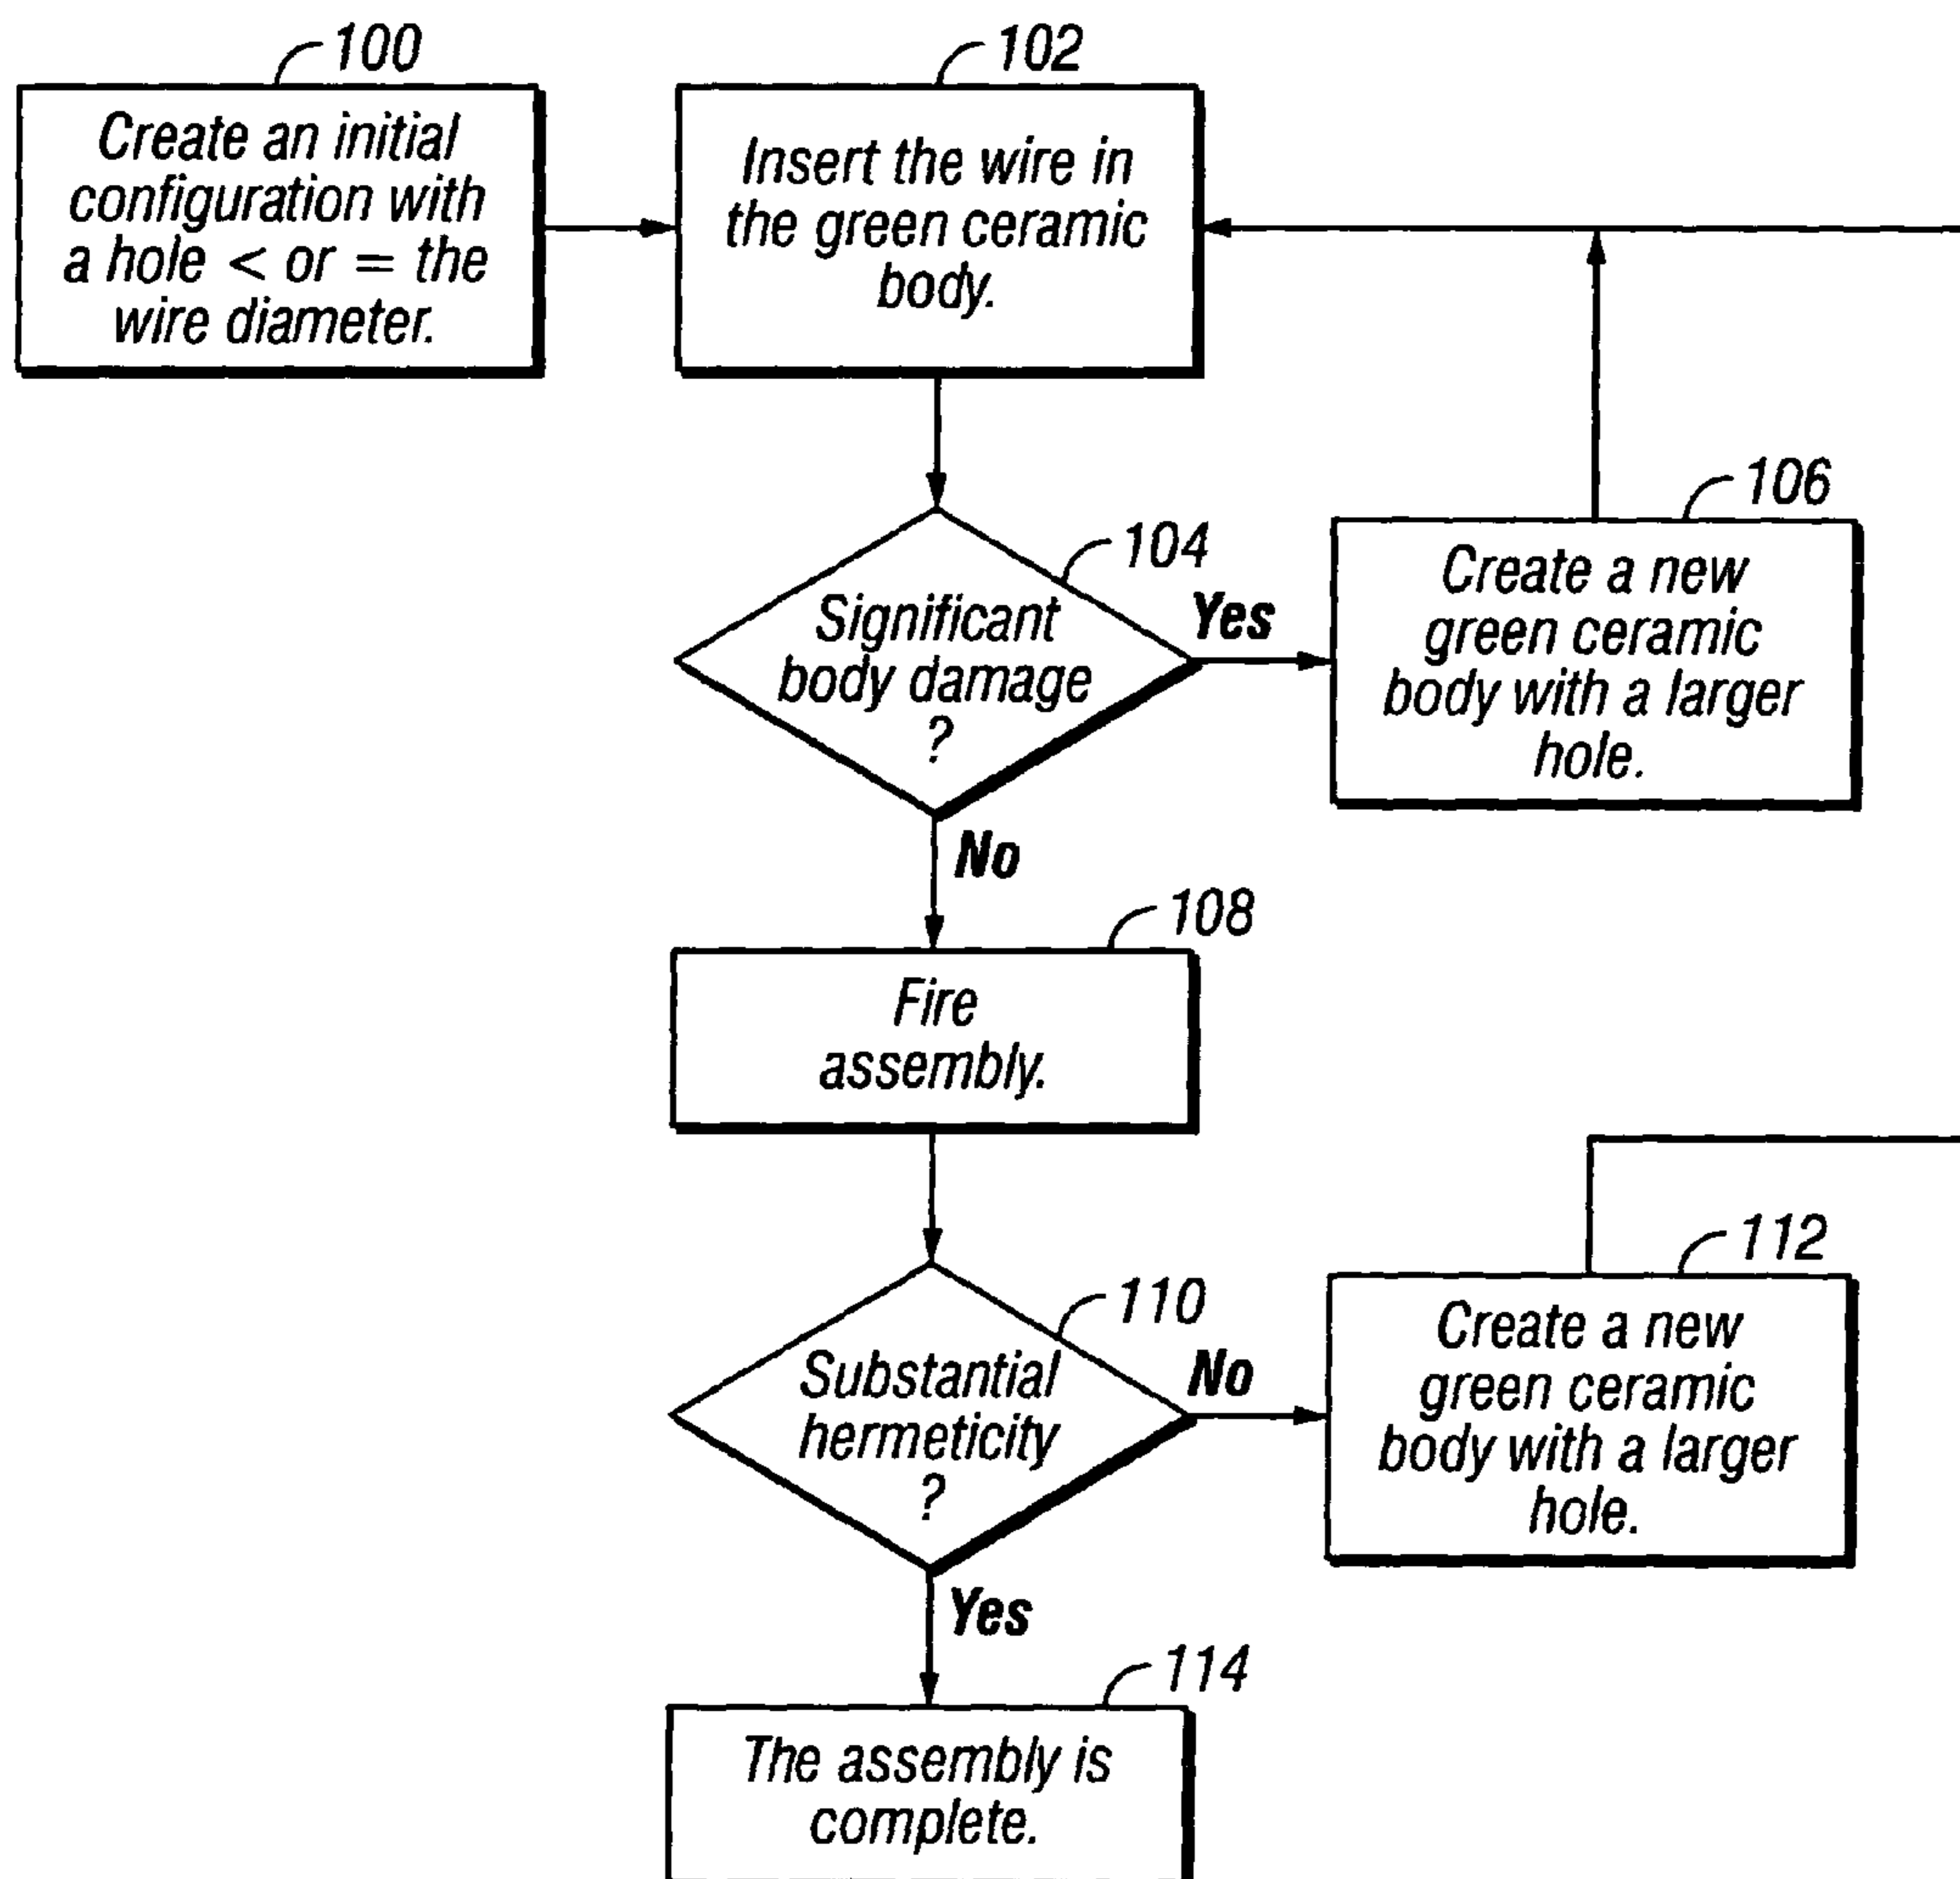 100
Create an initial
configuration with
a hole < or = the
wire diameter.
102
Insert the wire in
the green ceramic
body.
104
Significant
body damage
?
Yes
106
Create a new
green ceramic
body with a larger
hole.
No
108
Fire
assembly.
110
Substantial
hermeticity
?
No
112
Create a new
green ceramic
body with a larger
hole.
Yes
114
The assembly is
complete.